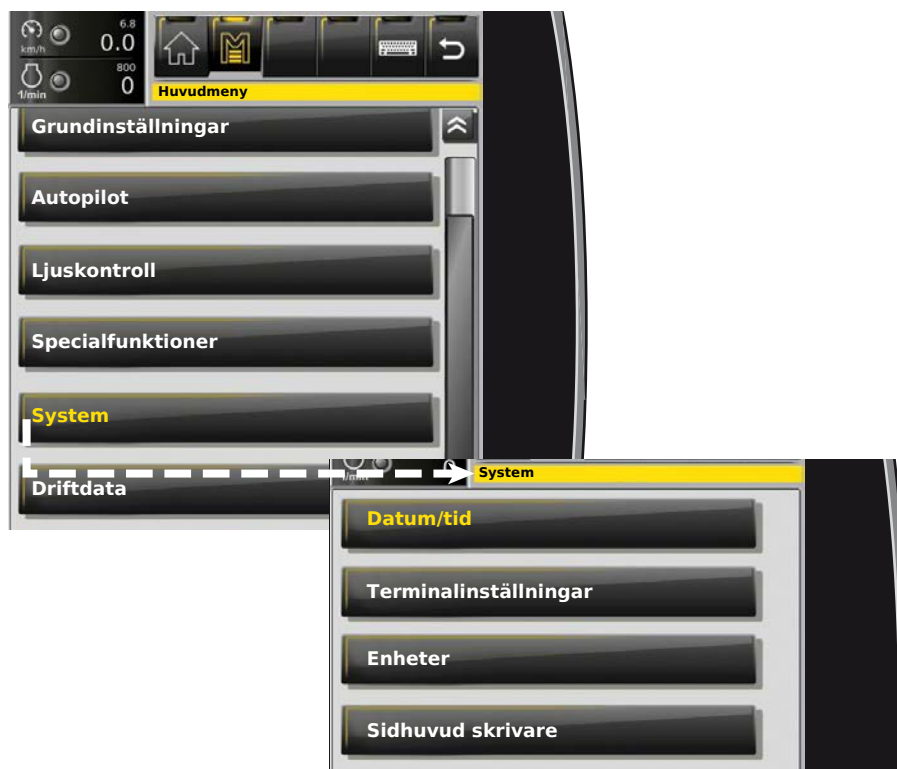 6.8
km/h 0.0
800
1/min 0
Huvudmeny
Grundinställningar
Autopilot
Ljuskontroll
Specialfunktioner
System
Driftdata
System
Datum/tid
Terminalinställningar
Enheter
Sidhuvud skrivare